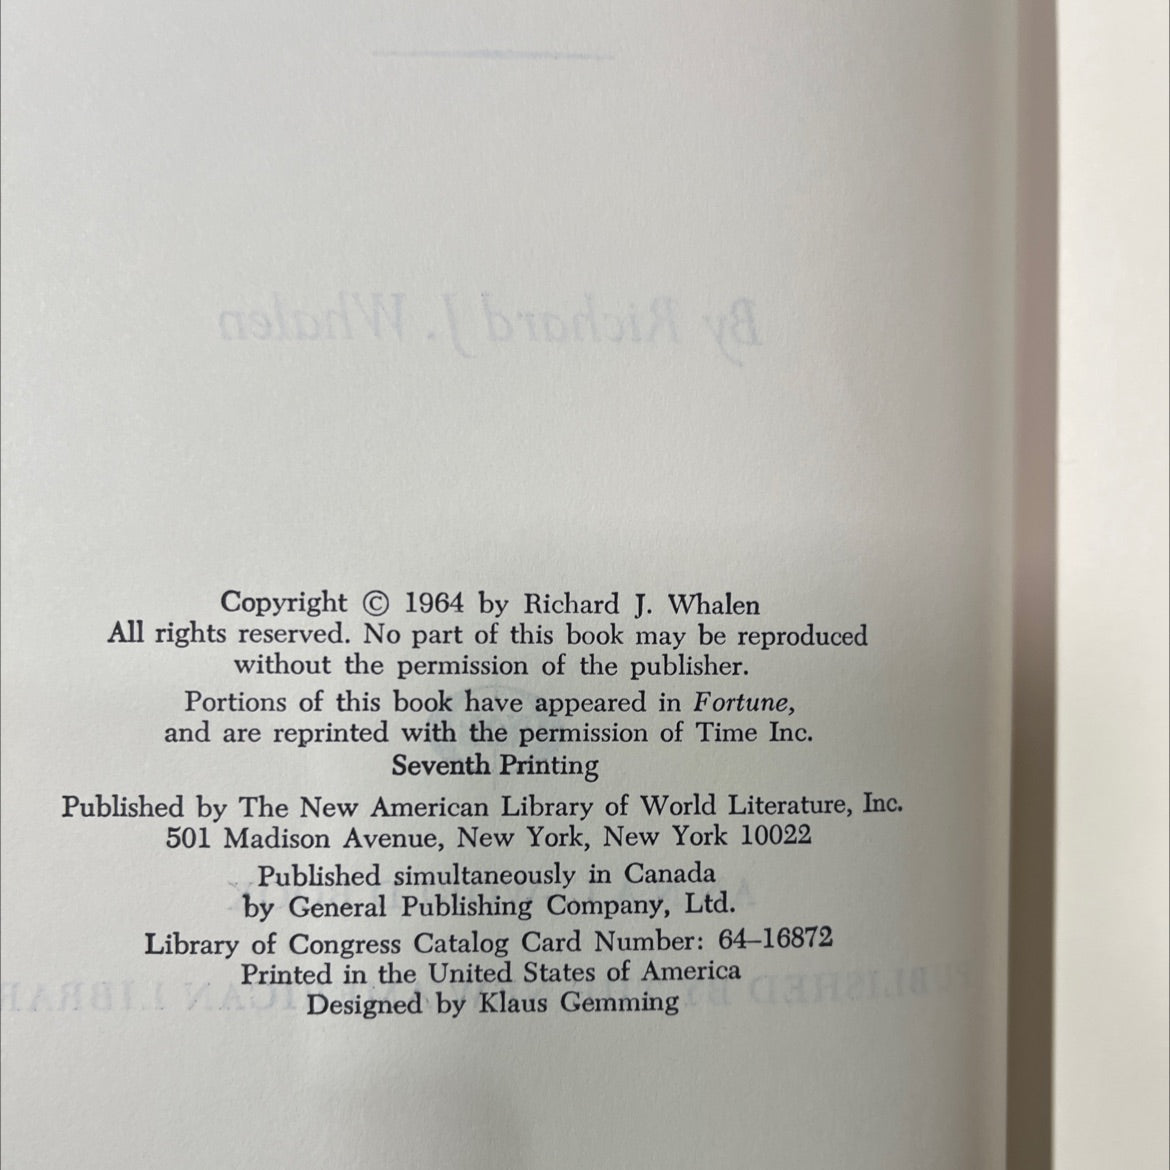 By Richard J. Whalen
Copyright © 1964 by Richard J. Whalen
All rights reserved. No part of this book may be reproduced
without the permission of the publisher.
Portions of this book have appeared in Fortune,
and are reprinted with the permission of Time Inc.
Seventh Printing
Published by The New American Library of World Literature, Inc.
501 Madison Avenue, New York, New York 10022
Published simultaneously in Canada
by General Publishing Company, Ltd.
Library of Congress Catalog Card Number: 64–16872
Printed in the United States of America
Designed by Klaus Gemming